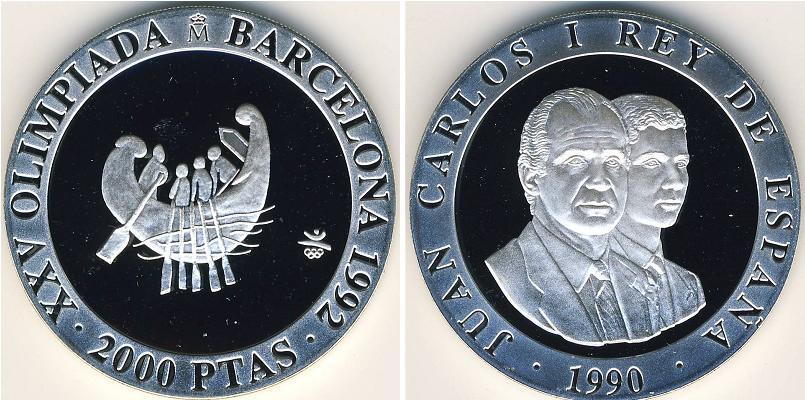 XXV OLIMPIADA M BARCELONA 1992
· 2000 PTAS ·
JUAN CARLOS I REY DE ESPAÑA
· 1990 ·